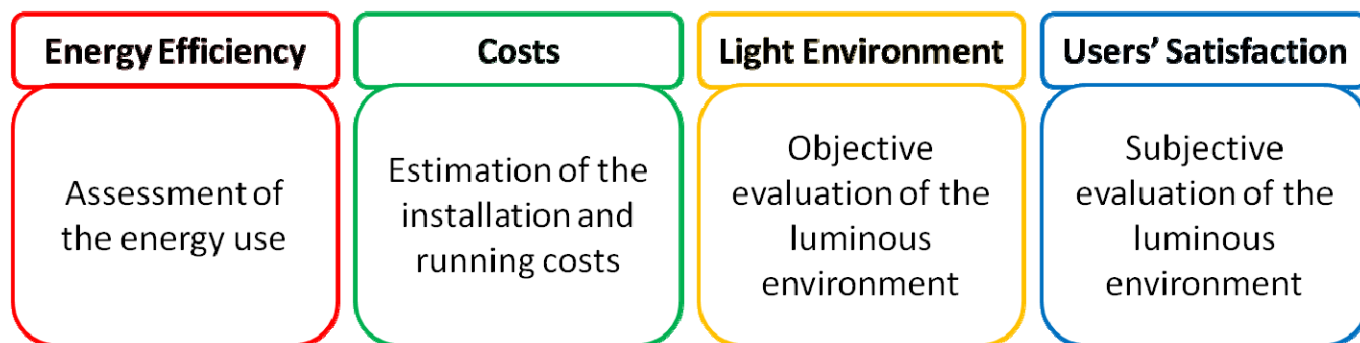 Energy Efficiency
Assessment of
the energy use
Costs
Estimation of the
installation and
running costs
Light Environment
Objective
evaluation of the
luminous
environment
Users' Satisfaction
Subjective
evaluation of the
luminous
environment